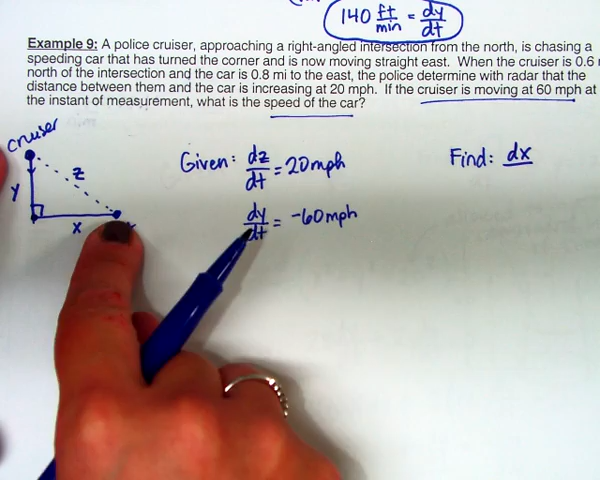 140 ft/min = dy/dt
Example 9: A police cruiser, approaching a right-angled intersection from the north, is chasing a
speeding car that has turned the corner and is now moving straight east. When the cruiser is 0.6
north of the intersection and the car is 0.8 mi to the east, the police determine with radar that the
distance between them and the car is increasing at 20 mph. If the cruiser is moving at 60 mph at
the instant of measurement, what is the speed of the car?
cruiser
Given: dz/dt = 20mph
Find: dx
z
y
dy/dt = -60mph
x